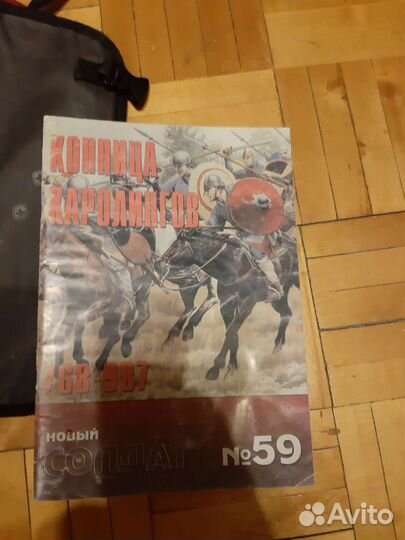 КОННИЦА
КАРОЛИНГОВ
768-987
новый
СОЛДАТ
№59
Avito